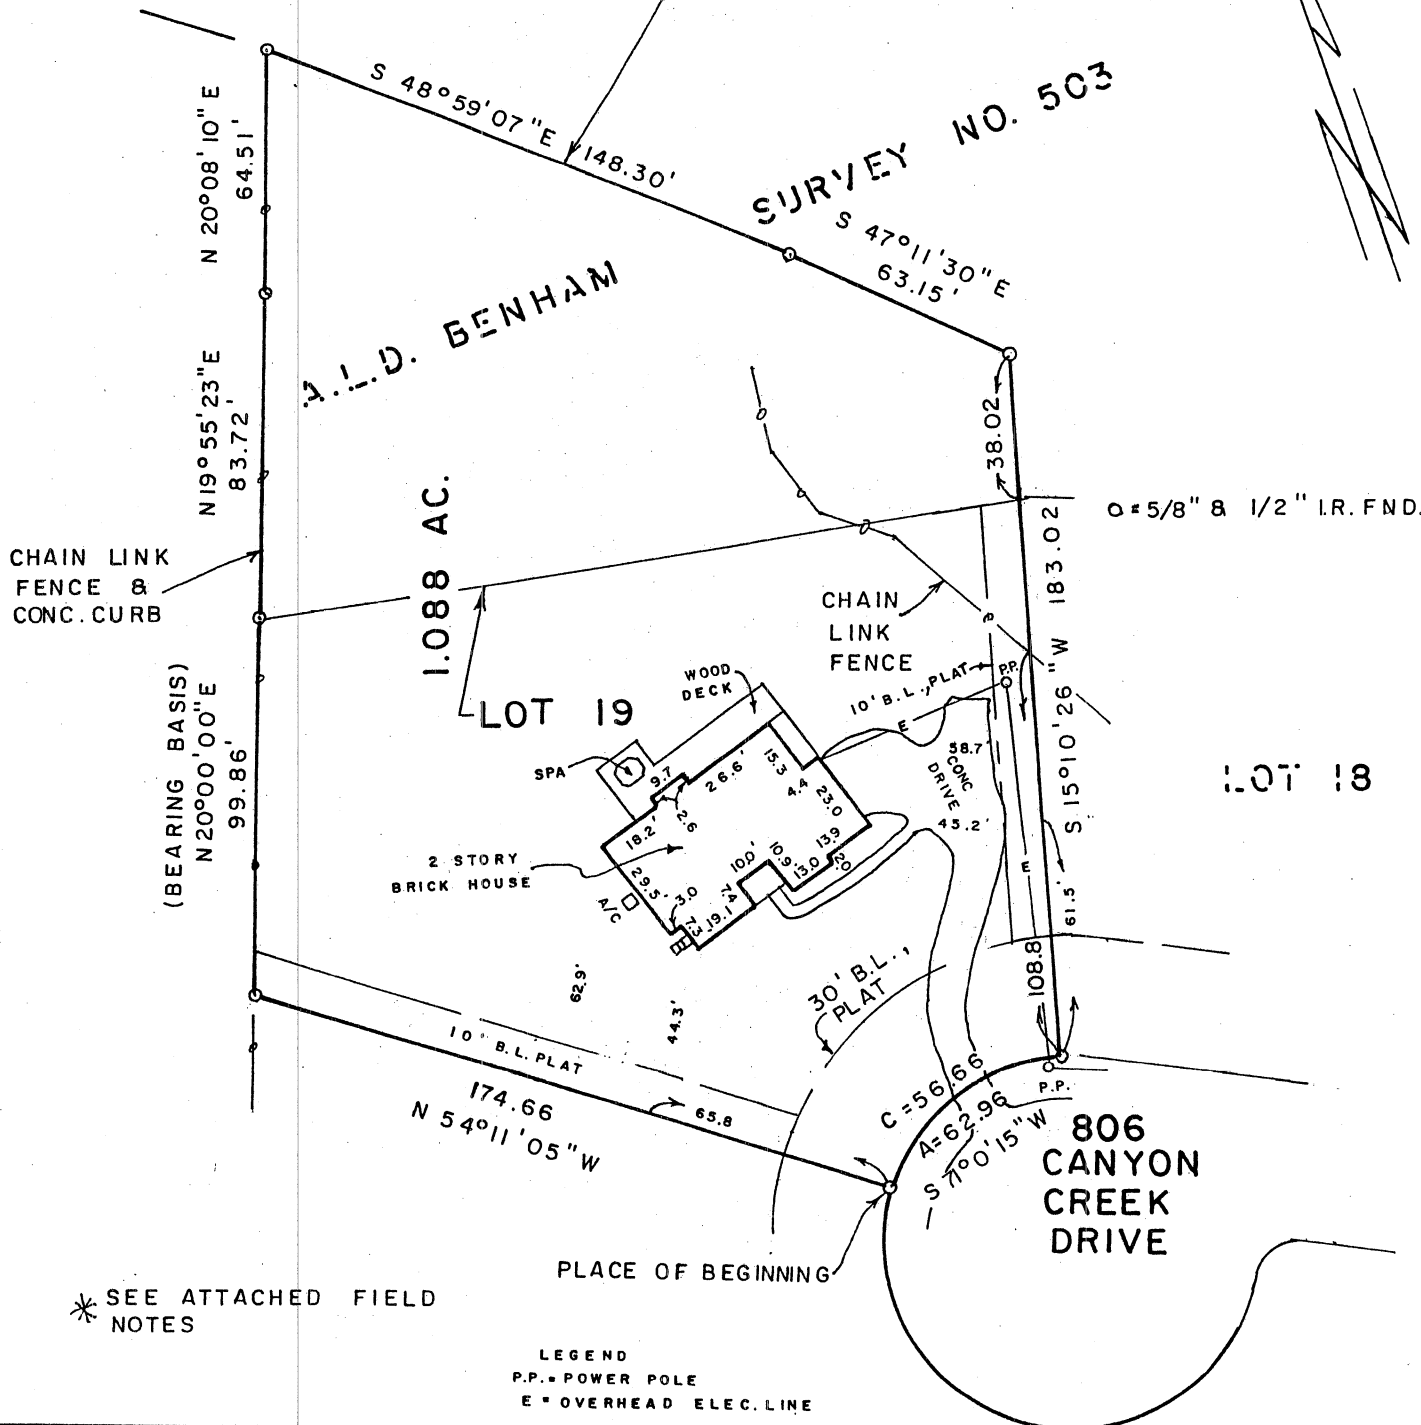 S 48°59'07"E 148.30'
SURVEY NO. 503
S 47°11'30"E
63.15'
N 20°08'10"E
64.51'
A.L.D. BENHAM
N19°55'23"E
83.72'
38.02
O=5/8" & 1/2" I.R. FND.
1.088 AC.
CHAIN LINK
FENCE &
CONC. CURB
CHAIN
LINK
FENCE
S 15°10'26"W 183.02
(BEARING BASIS)
N20°00'00"E
99.86'
LOT 19
WOOD
DECK
10' B.L., PLAT
P.P.
E
SPA
9.7
26.6'
15.3
4.4
23.0
2.6
18.2'
58.7'
CONC
DRIVE
45.2'
LOT 18
2 STORY
BRICK HOUSE
13.9
2.0
10.0'
10.9'
13.0
29.5'
3.0
7.4
19.1'
7.3
A/C
E
61.5'
108.8
62.9'
44.3'
30' B.L.,
PLAT
10' B.L. PLAT
65.8
174.66
N 54°11'05"W
C=56.66
A=62.96
S 71°0'15"W
P.P.
806
CANYON
CREEK
DRIVE
PLACE OF BEGINNING
* SEE ATTACHED FIELD
NOTES
LEGEND
P.P.= POWER POLE
E = OVERHEAD ELEC. LINE